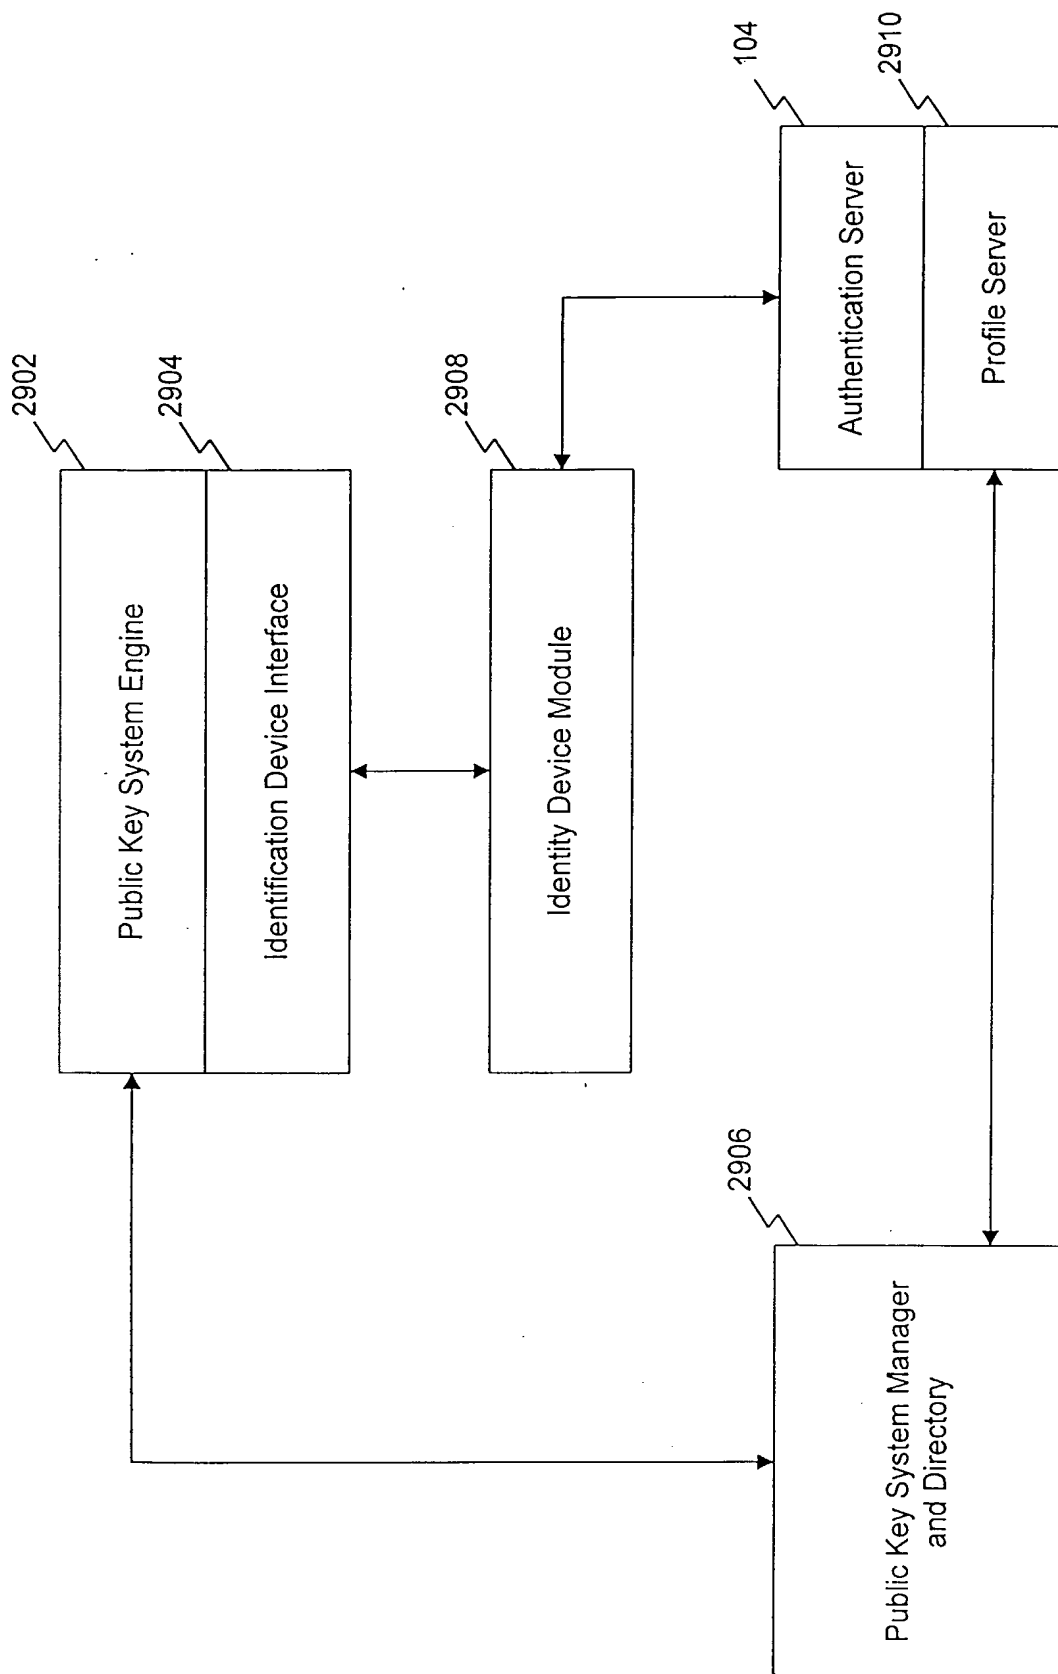 2902
Public Key System Engine
2904
Identification Device Interface
2908
Identity Device Module
2906
Public Key System Manager
and Directory
104
Authentication Server
2910
Profile Server